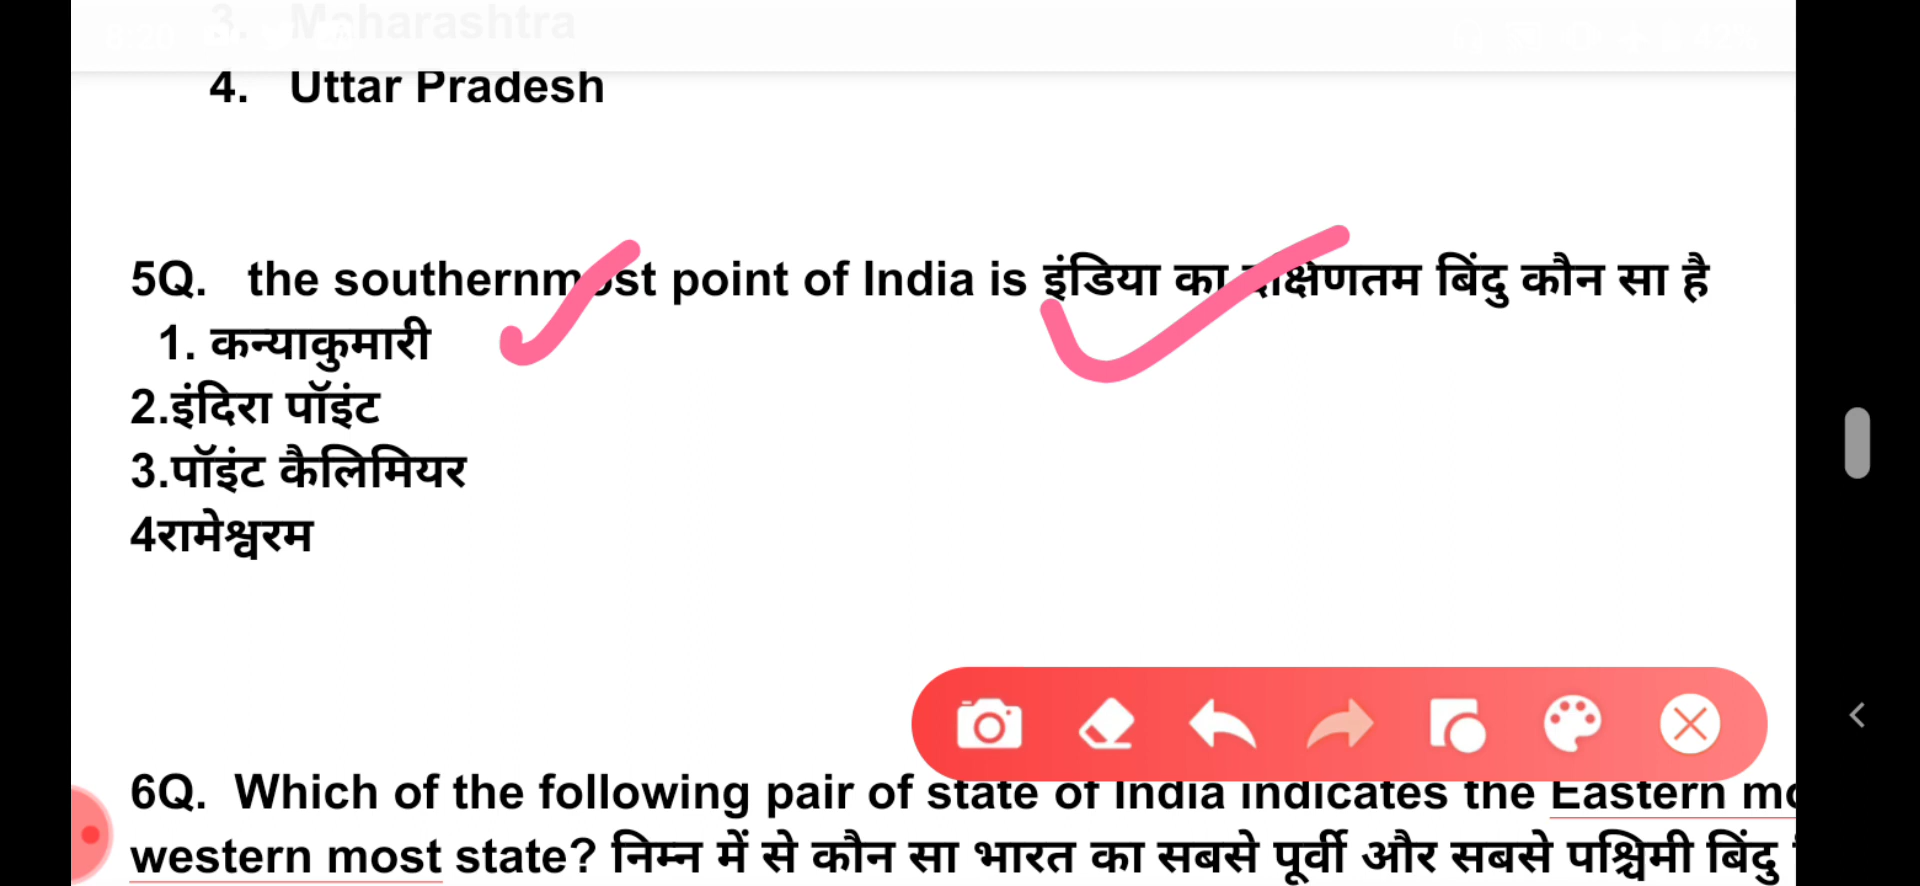 3. Maharashtra
4. Uttar Pradesh
5Q. the southernmost point of India is इंडिया का दक्षिणतम बिंदु कौन सा है
1. कन्याकुमारी
2.इंदिरा पॉइंट
3.पॉइंट कैलिमियर
4रामेश्वरम
6Q. Which of the following pair of state of India indicates the Eastern
western most state? निम्न में से कौन सा भारत का सबसे पूर्वी और सबसे पश्चिमी बिंदु